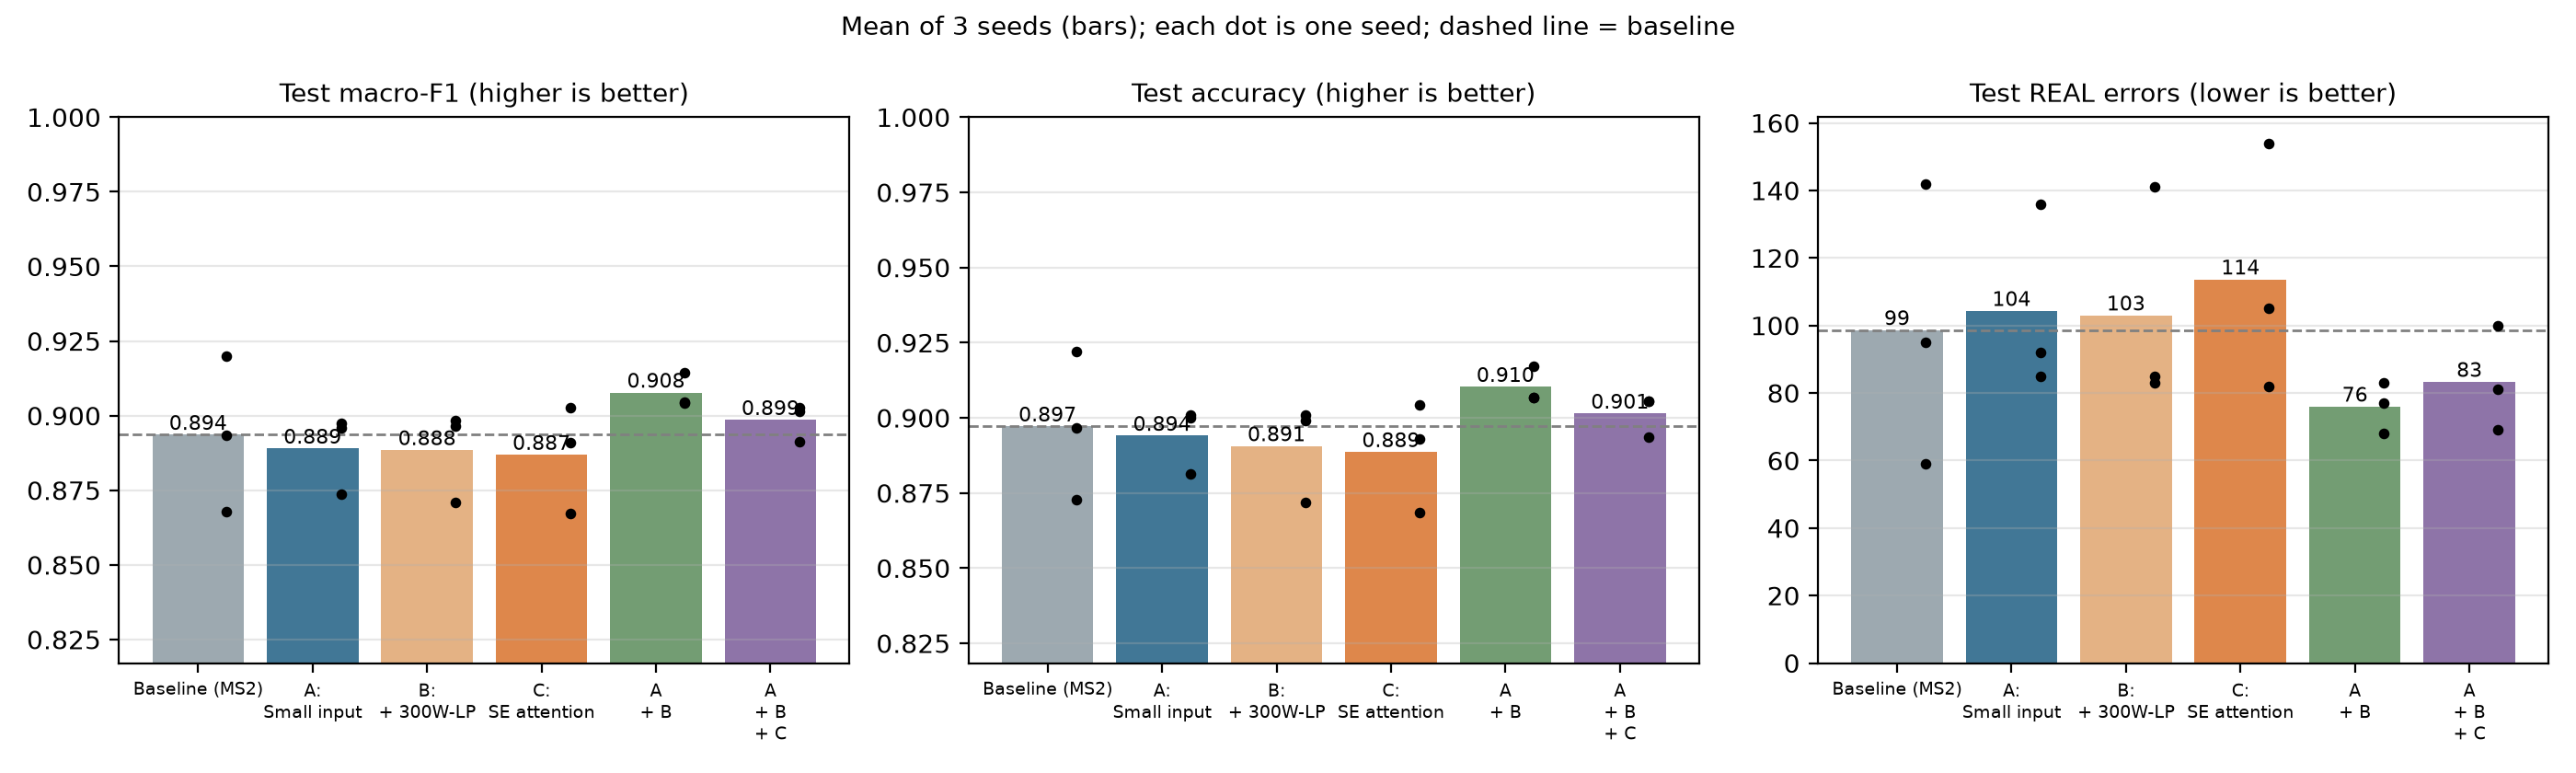 Mean of 3 seeds (bars); each dot is one seed; dashed line = baseline
Test macro-F1 (higher is better)
1.000
0.975
0.950
0.925
0.900
0.875
0.850
0.825
0.894
0.889
0.888
0.887
0.908
0.899
Baseline (MS2)
A:
Small input
B:
+ 300W-LP
C:
SE attention
A
+ B
A
+ B
+ C
Test accuracy (higher is better)
1.000
0.975
0.950
0.925
0.900
0.875
0.850
0.825
0.897
0.894
0.891
0.889
0.910
0.901
Baseline (MS2)
A:
Small input
B:
+ 300W-LP
C:
SE attention
A
+ B
A
+ B
+ C
Test REAL errors (lower is better)
160
140
120
100
80
60
40
20
0
99
104
103
114
76
83
Baseline (MS2)
A:
Small input
B:
+ 300W-LP
C:
SE attention
A
+ B
A
+ B
+ C